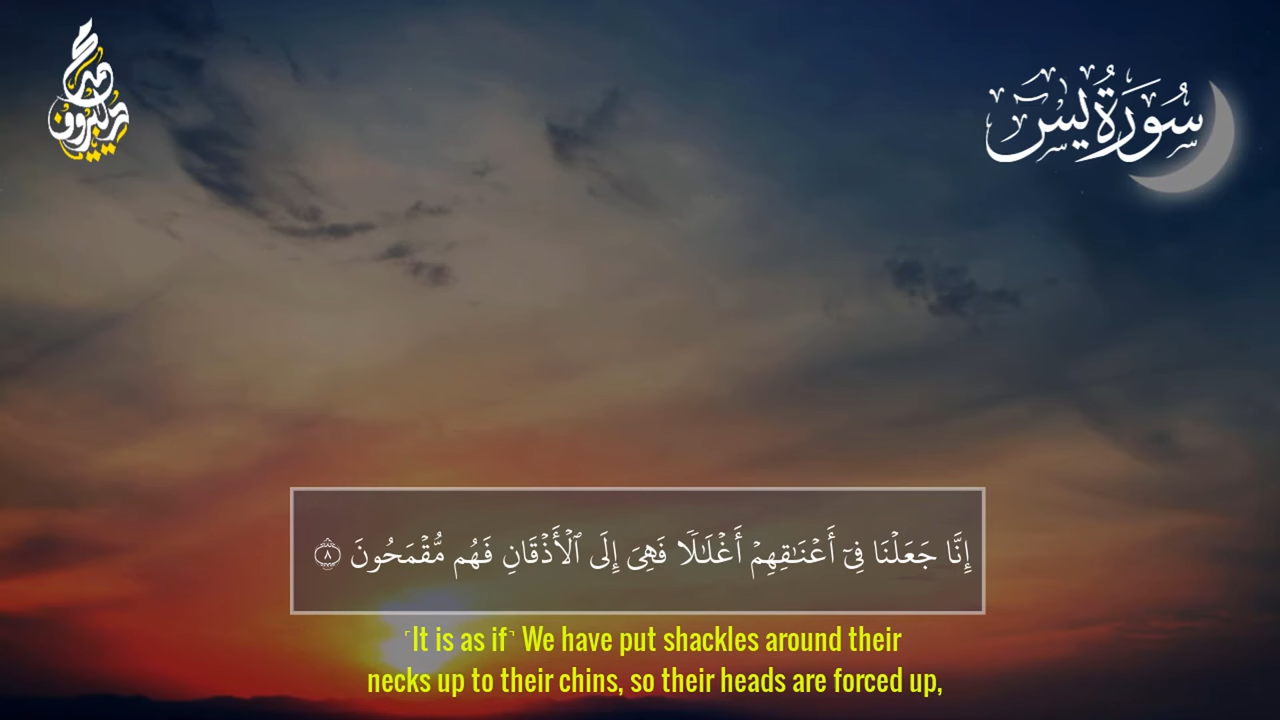 سُورَةُ يسٓ
إِنَّا جَعَلْنَا فِىٓ أَعْنَـٰقِهِمْ أَغْلَـٰلًا فَهِىَ إِلَى ٱلْأَذْقَانِ فَهُم مُّقْمَحُونَ ٨
⸢It is as if⸣ We have put shackles around their
necks up to their chins, so their heads are forced up,